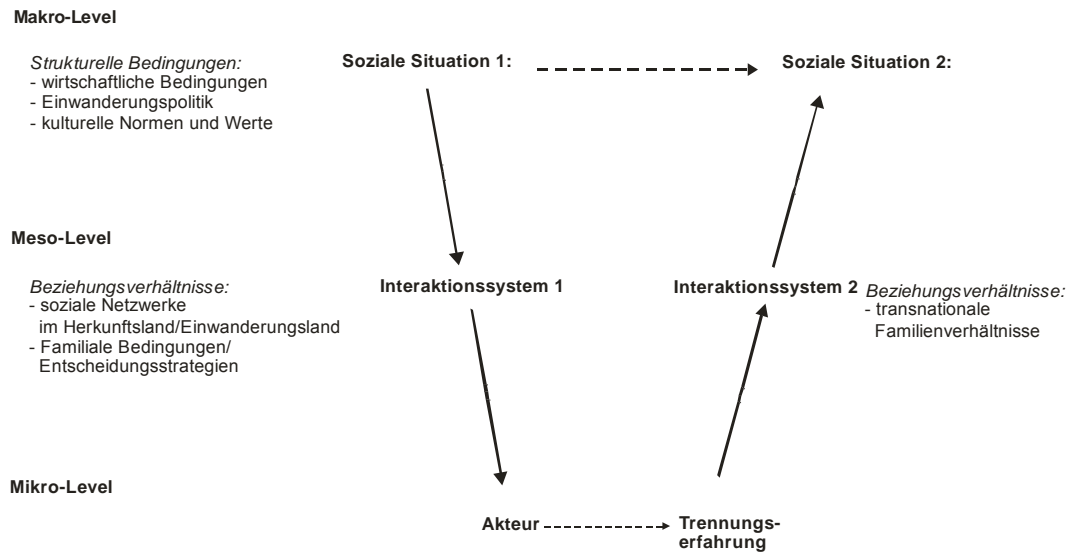 Makro-Level
Strukturelle Bedingungen:
- wirtschaftliche Bedingungen
- Einwanderungspolitik
- kulturelle Normen und Werte
Soziale Situation 1:
Soziale Situation 2:
Meso-Level
Beziehungsverhältnisse:
- soziale Netzwerke
im Herkunftsland/Einwanderungsland
- Familiale Bedingungen/
Entscheidungsstrategien
Interaktionssystem 1
Interaktionssystem 2
Beziehungsverhältnisse:
- transnationale
Familienverhältnisse
Mikro-Level
Akteur
Trennungs-
erfahrung